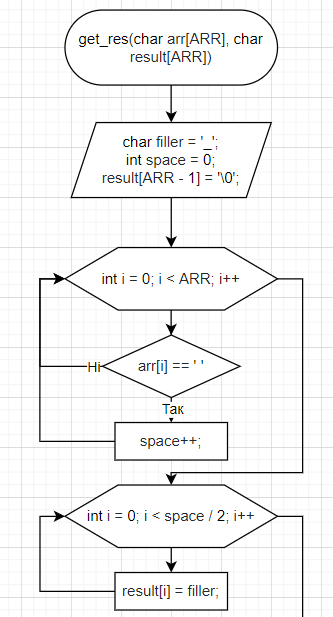 get_res(char arr[ARR], char
result[ARR])
char filler = '_';
int space = 0;
result[ARR - 1] = '\0';
int i = 0; i < ARR; i++
Ні
arr[i] == ' '
Так
space++;
int i = 0; i < space / 2; i++
result[i] = filler;